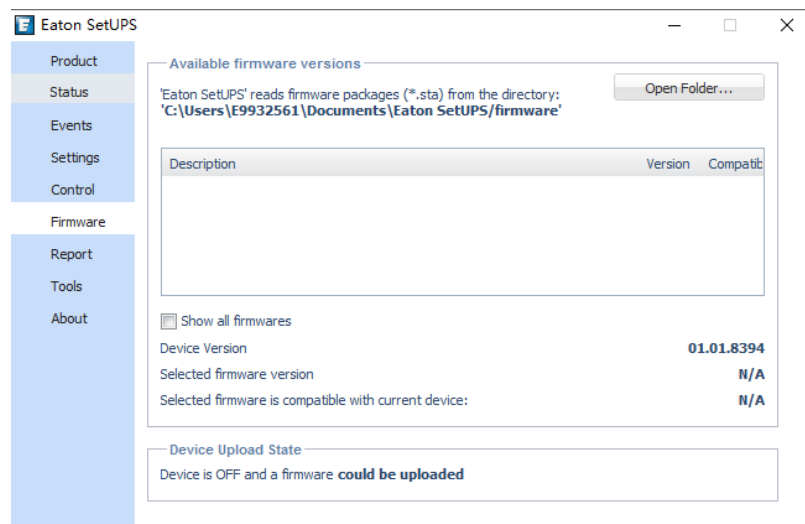 Eaton SetUPS
Product
Status
Events
Settings
Control
Firmware
Report
Tools
About
Available firmware versions
'Eaton SetUPS' reads firmware packages (*.sta) from the directory:
'C:\Users\E9932561\Documents\Eaton SetUPS/firmware'
Open Folder...
Description Version Compatib
Show all firmwares
Device Version 01.01.8394
Selected firmware version N/A
Selected firmware is compatible with current device: N/A
Device Upload State
Device is OFF and a firmware could be uploaded